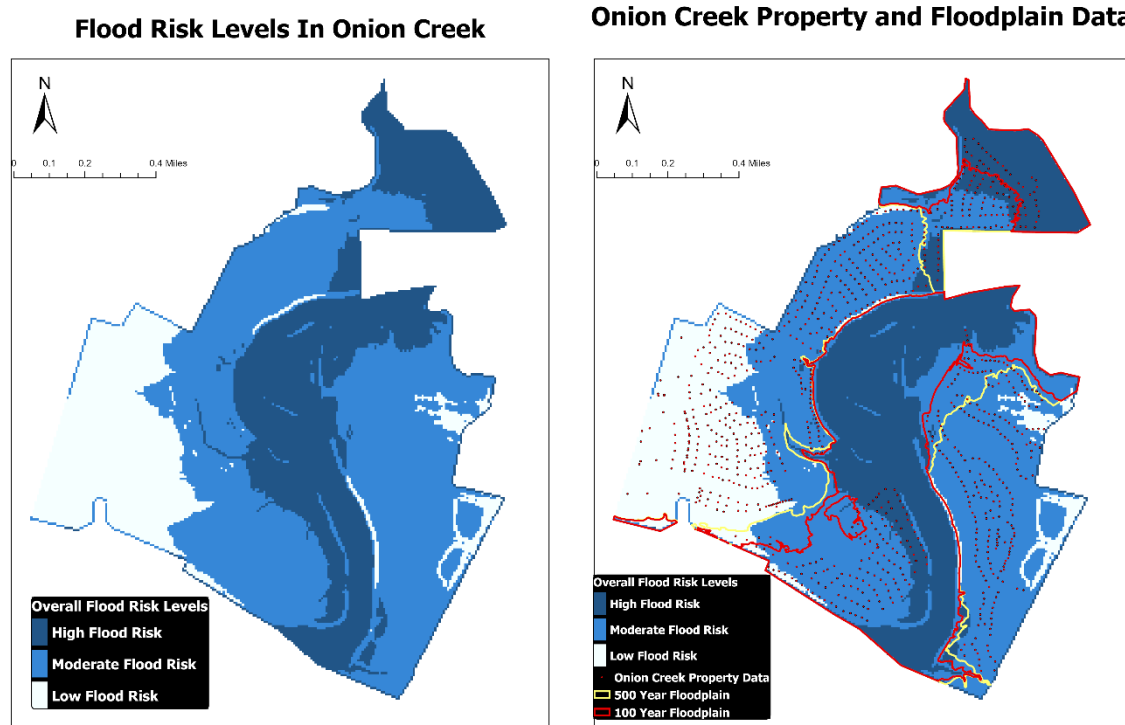 Flood Risk Levels In Onion Creek
N
0 0.1 0.2 0.4 Miles
Overall Flood Risk Levels
High Flood Risk
Moderate Flood Risk
Low Flood Risk
Onion Creek Property and Floodplain Data
N
0 0.1 0.2 0.4 Miles
Overall Flood Risk Levels
High Flood Risk
Moderate Flood Risk
Low Flood Risk
Onion Creek Property Data
500 Year Floodplain
100 Year Floodplain